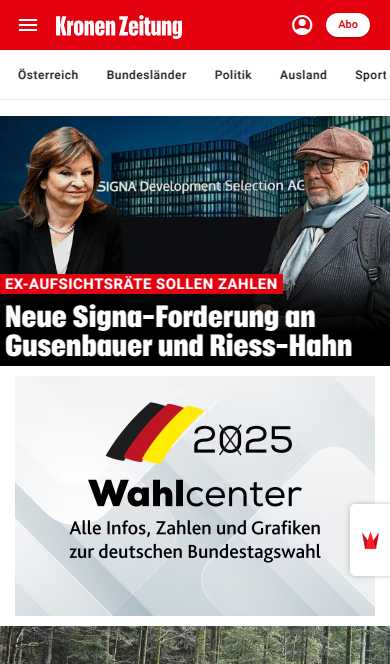 Kronen Zeitung
Abo
Österreich Bundesländer Politik Ausland Sport
SIGNA Development Selection AG
EX-AUFSICHTSRÄTE SOLLEN ZAHLEN
Neue Signa-Forderung an
Gusenbauer und Riess-Hahn
2025
Wahlcenter
Alle Infos, Zahlen und Grafiken
zur deutschen Bundestagswahl